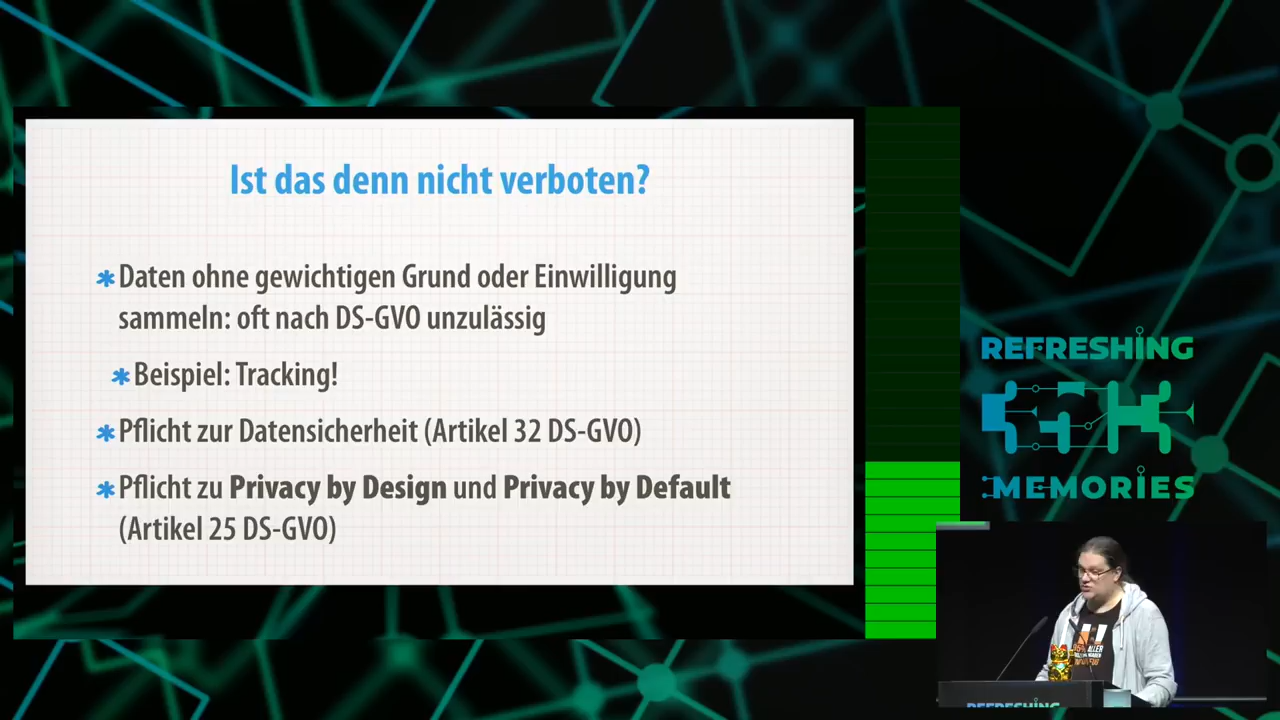 Ist das denn nicht verboten?
* Daten ohne gewichtigen Grund oder Einwilligung
sammeln: oft nach DS-GVO unzulässig
* Beispiel: Tracking!
* Pflicht zur Datensicherheit (Artikel 32 DS-GVO)
* Pflicht zu Privacy by Design und Privacy by Default
(Artikel 25 DS-GVO)
REFRESHING
MEMORIES
REFRESHING